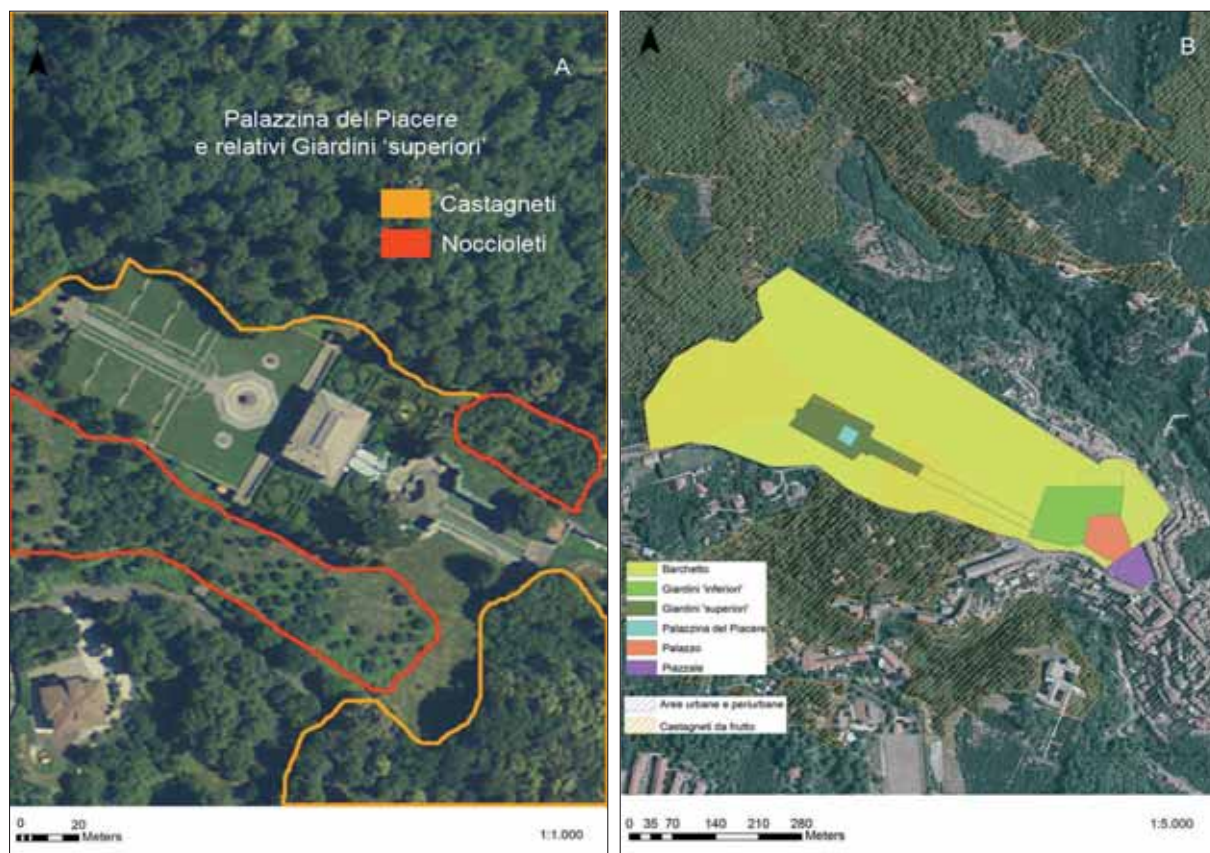 A
Palazzina del Piacere
e relativi Giardini 'superiori'
Castagneti
Noccioleti
0 20
Meters
1:1.000
B
Barchetto
Giardini 'inferiori'
Giardini 'superiori'
Palazzina del Piacere
Palazzo
Piazzale
Aree urbane e periurbane
Castagneti da frutto
0 35 70 140 210 280
Meters
1:5.000